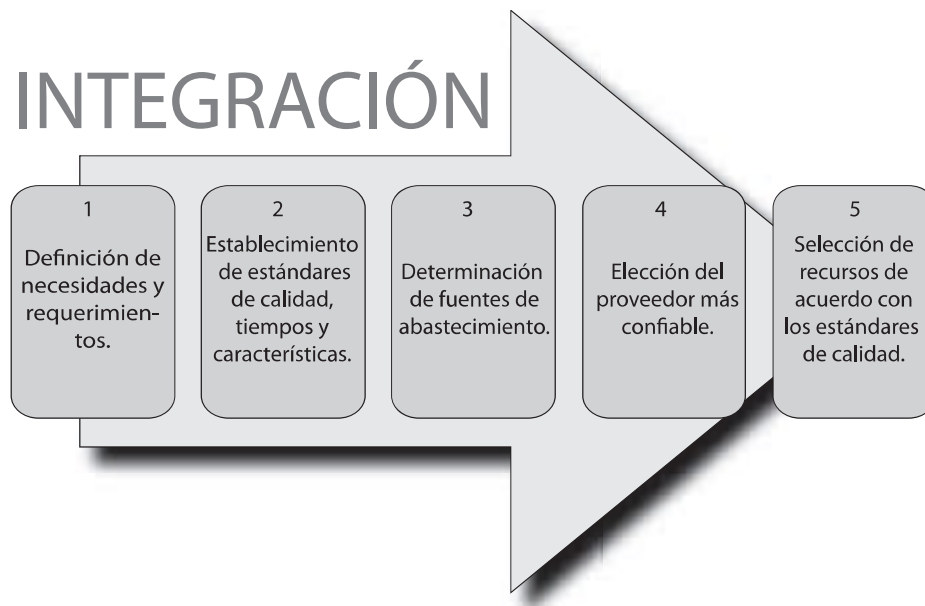 INTEGRACIÓN
1
Definición de
necesidades y
requerimien-
tos.
2
Establecimiento
de estándares
de calidad,
tiempos y
características.
3
Determinación
de fuentes de
abastecimiento.
4
Elección del
proveedor más
confiable.
5
Selección de
recursos de
acuerdo con
los estándares
de calidad.